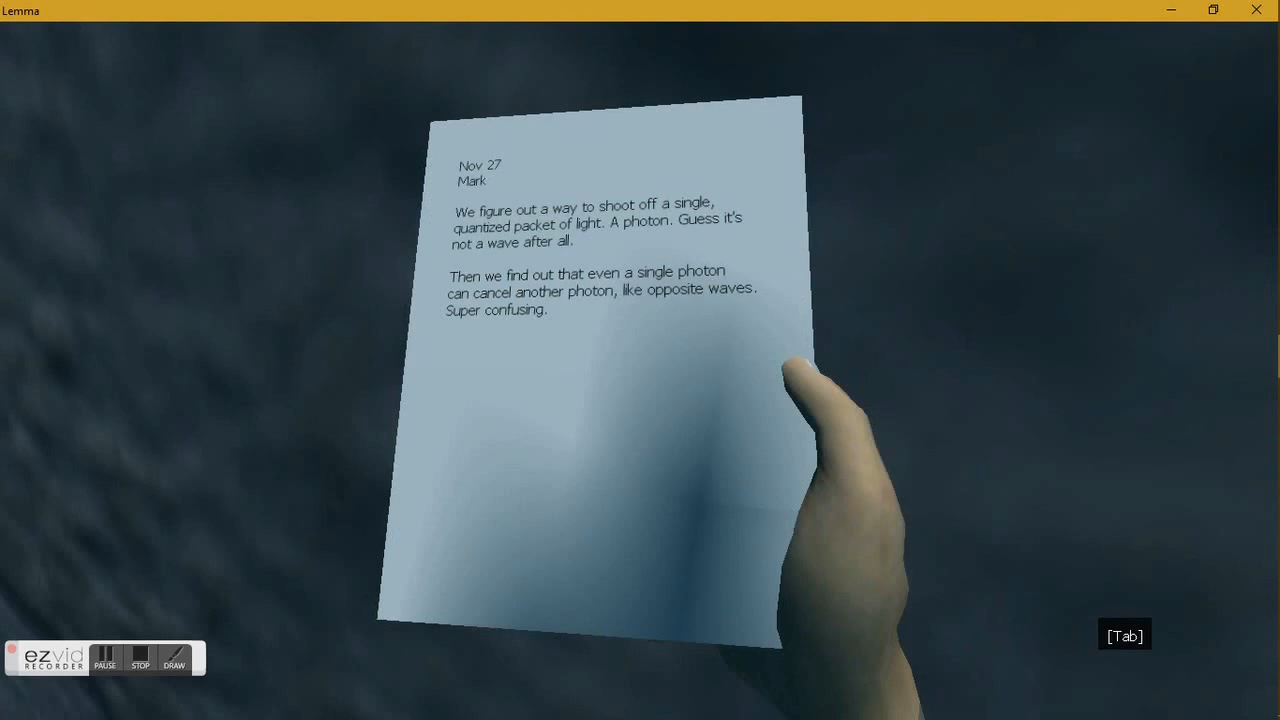 Lemma
Nov 27
Mark
We figure out a way to shoot off a single,
quantized packet of light. A photon. Guess it's
not a wave after all.
Then we find out that even a single photon
can cancel another photon, like opposite waves.
Super confusing.
[Tab]
ezvid
RECORDER
PAUSE
STOP
DRAW